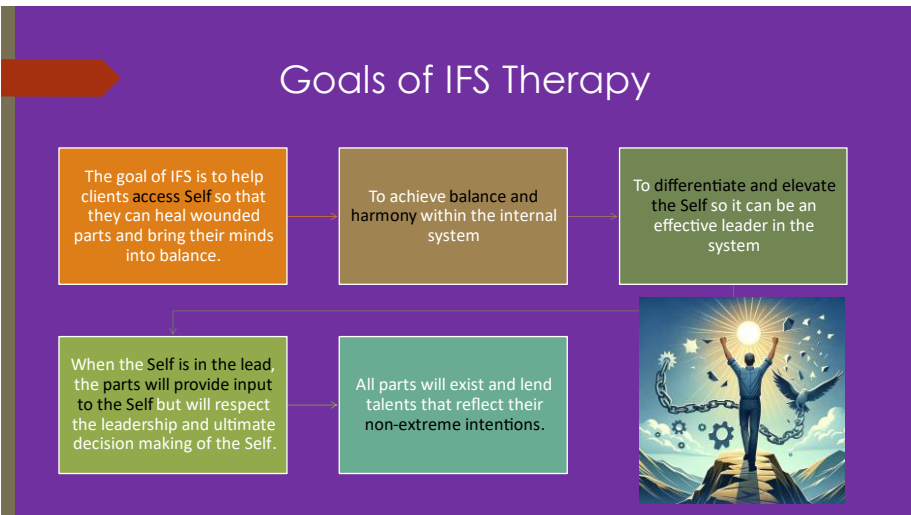 Goals of IFS Therapy
The goal of IFS is to help
clients access Self so that
they can heal wounded
parts and bring their minds
into balance.
To achieve balance and
harmony within the internal
system
To differentiate and elevate
the Self so it can be an
effective leader in the
system
When the Self is in the lead,
the parts will provide input
to the Self but will respect
the leadership and ultimate
decision making of the Self.
All parts will exist and lend
talents that reflect their
non-extreme intentions.